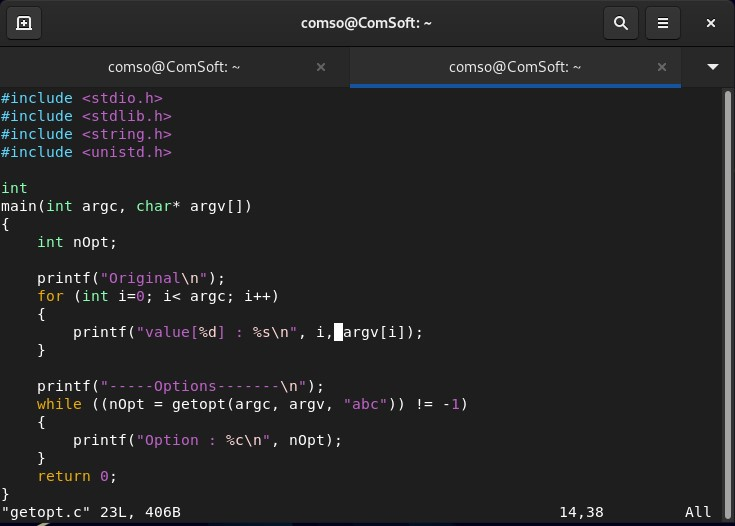 comso@ComSoft: ~
comso@ComSoft: ~
comso@ComSoft: ~
#include <stdio.h>
#include <stdlib.h>
#include <string.h>
#include <unistd.h>

int
main(int argc, char* argv[])
{
    int nOpt;

    printf("Original\n");
    for (int i=0; i< argc; i++)
    {
        printf("value[%d] : %s\n", i, argv[i]);
    }

    printf("-----Options-------\n");
    while ((nOpt = getopt(argc, argv, "abc")) != -1)
    {
        printf("Option : %c\n", nOpt);
    }
    return 0;
}
"getopt.c" 23L, 406B 14,38 All